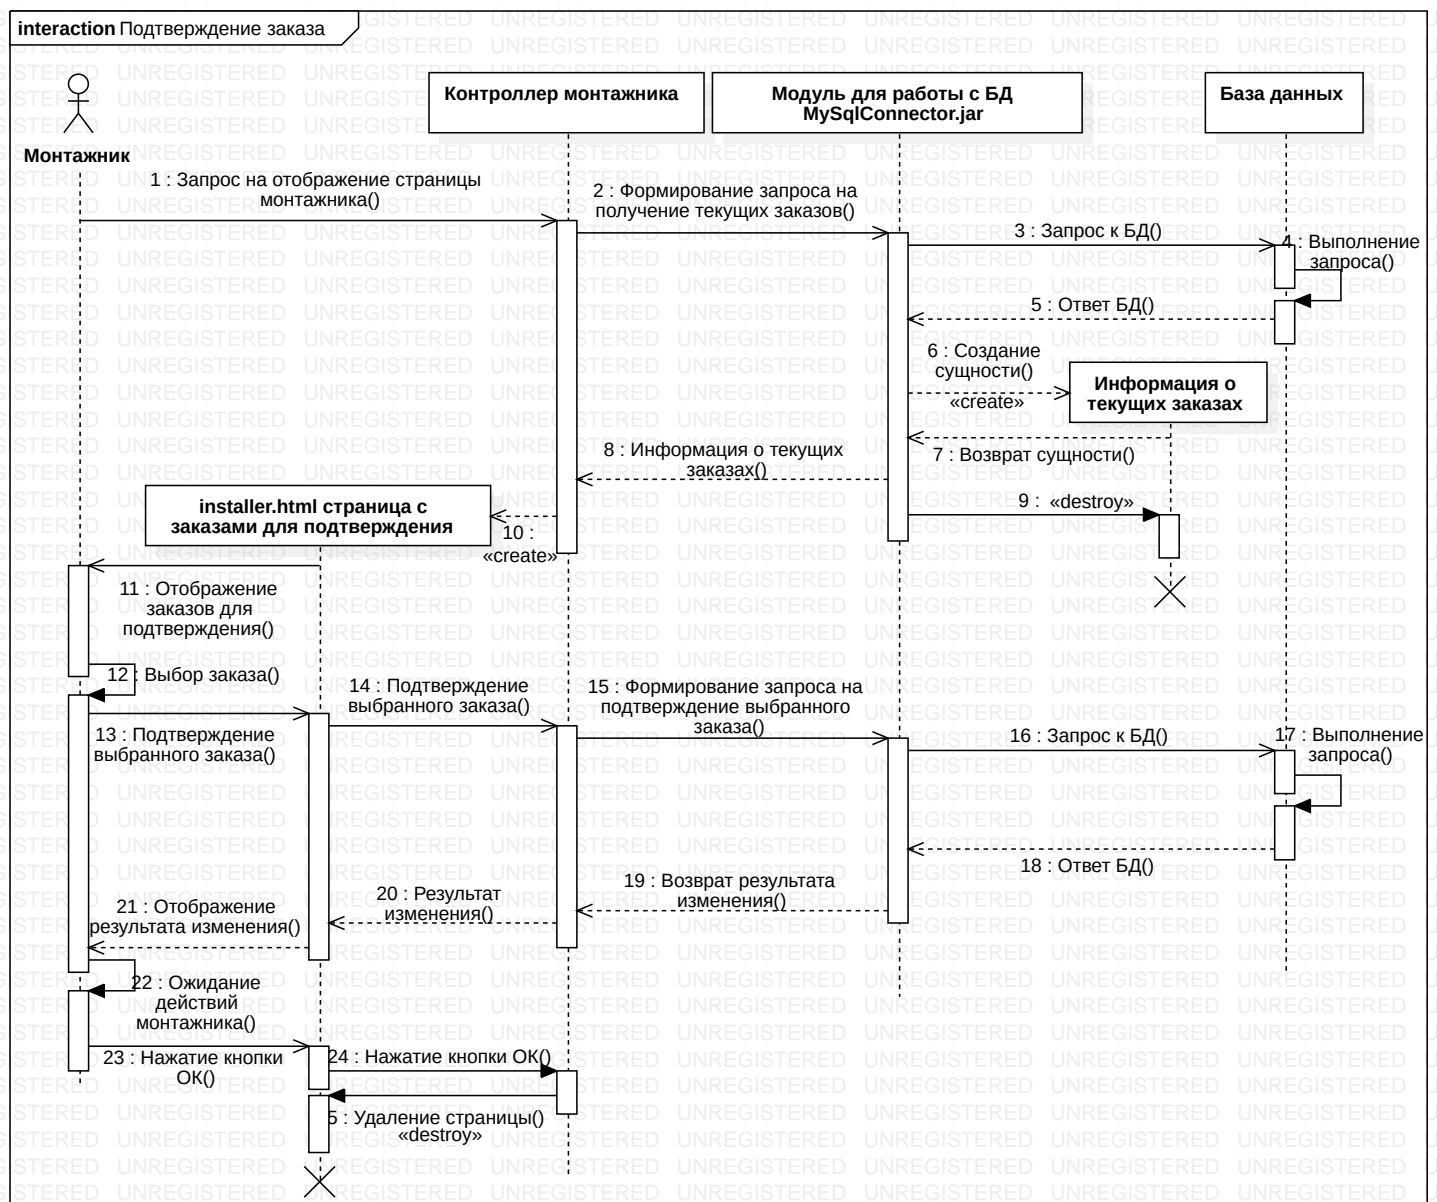 interaction Подтверждение заказа
Монтажник
Контроллер монтажника
Модуль для работы с БД
MySqlConnector.jar
База данных
1 : Запрос на отображение страницы
монтажника()
2 : Формирование запроса на
получение текущих заказов()
3 : Запрос к БД()
4 : Выполнение
запроса()
5 : Ответ БД()
6 : Создание
сущности()
«create»
Информация о
текущих заказах
7 : Возврат сущности()
8 : Информация о текущих
заказах()
9 : «destroy»
installer.html страница с
заказами для подтверждения
10 :
«create»
11 : Отображение
заказов для
подтверждения()
12 : Выбор заказа()
13 : Подтверждение
выбранного заказа()
14 : Подтверждение
выбранного заказа()
15 : Формирование запроса на
подтверждение выбранного
заказа()
16 : Запрос к БД()
17 : Выполнение
запроса()
18 : Ответ БД()
19 : Возврат результата
изменения()
20 : Результат
изменения()
21 : Отображение
результата изменения()
22 : Ожидание
действий
монтажника()
23 : Нажатие кнопки
ОК()
24 : Нажатие кнопки ОК()
5 : Удаление страницы()
«destroy»
UNREGISTERED